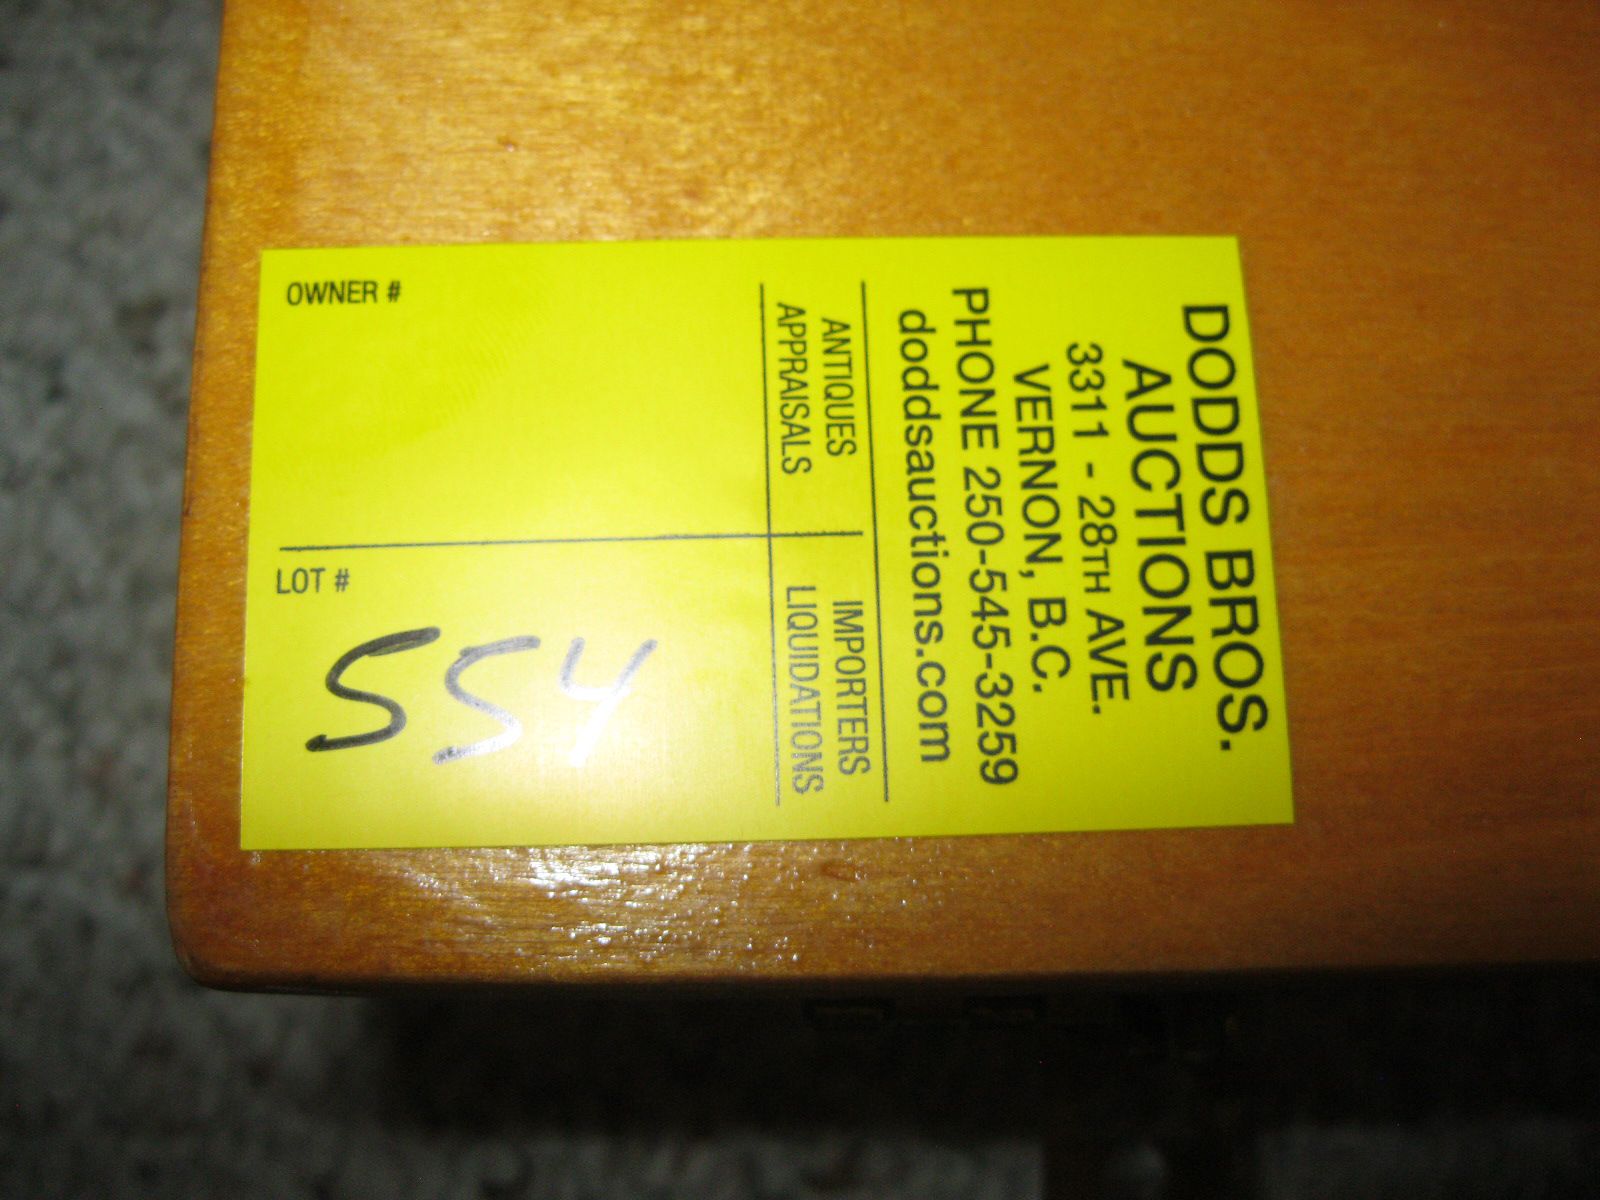 DODDS BROS.
AUCTIONS
3311 - 28TH AVE.
VERNON, B.C.
PHONE 250-545-3259
doddsauctions.com
ANTIQUES
APPRAISALS
IMPORTERS
LIQUIDATIONS
OWNER #
LOT #
554